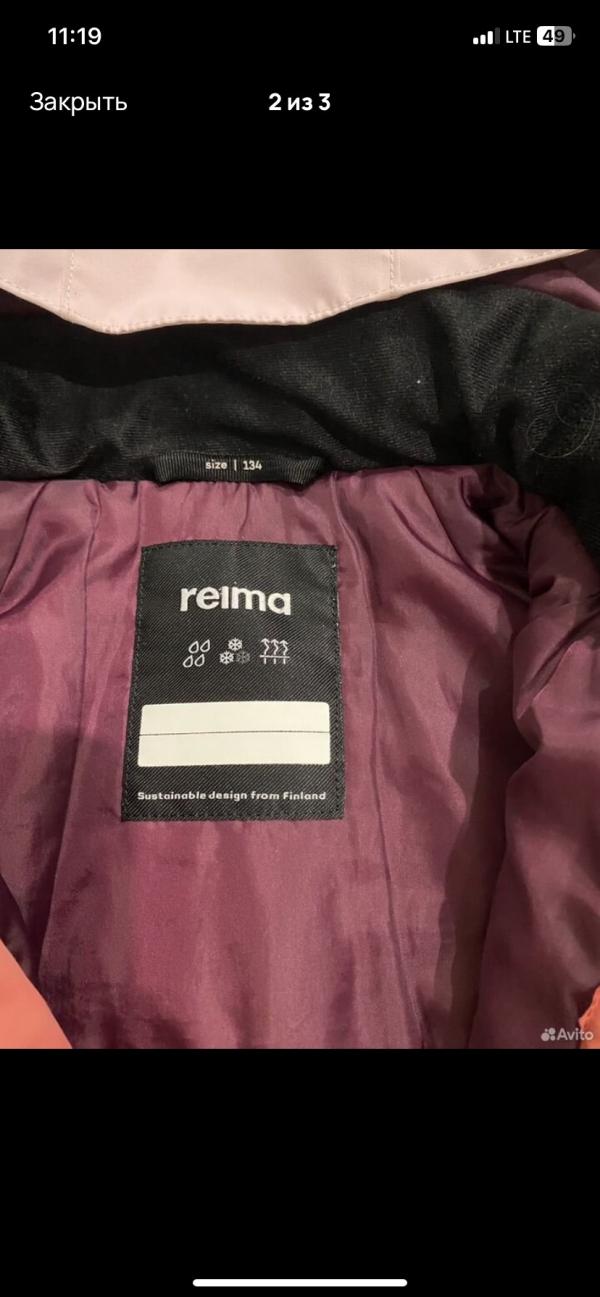 11:19
LTE 49
Закрыть
2 из 3
size | 134
reima
Sustainable design from Finland
Avito